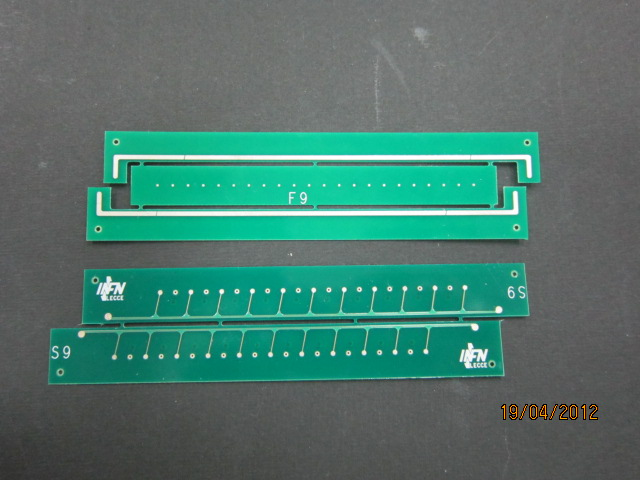 F9
INFN
LECCE
6S
S9
INFN
LECCE
19/04/2012